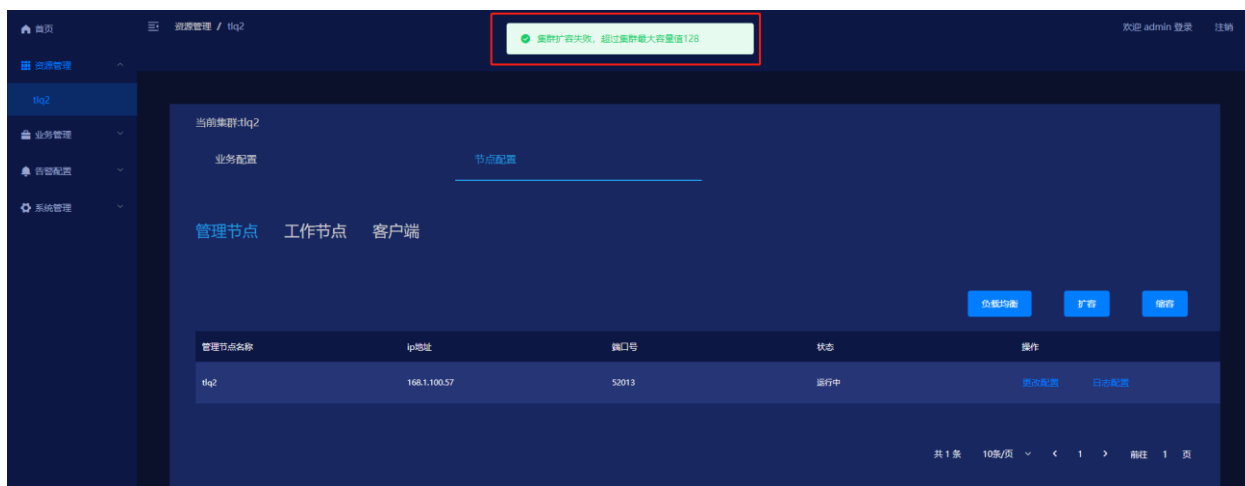 首页
资源管理 / tlq2
集群扩容失败，超过集群最大容量值128
欢迎 admin 登录 注销
资源管理
tlq2
业务管理
告警配置
系统管理
当前集群:tlq2
业务配置 节点配置
管理节点 工作节点 客户端
负载均衡 扩容 缩容
管理节点名称 ip地址 端口号 状态 操作
tlq2 168.1.100.57 52013 运行中 更改配置 日志配置
共 1 条 10条/页 1 前往 1 页